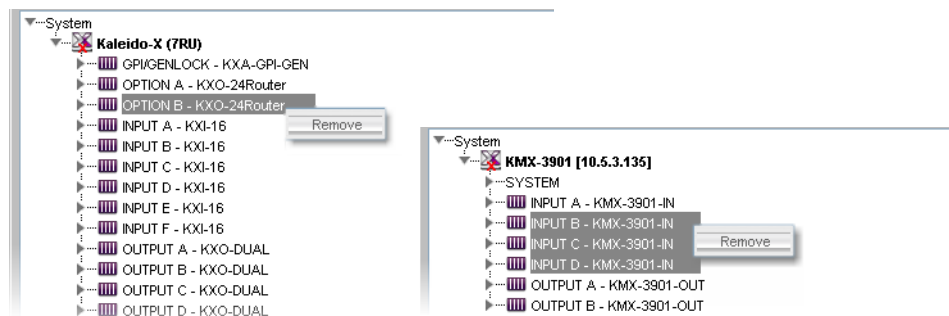 System
Kaleido-X (7RU)
GPI/GENLOCK - KXA-GPI-GEN
OPTION A - KXO-24Router
OPTION B - KXO-24Router
Remove
INPUT A - KXI-16
INPUT B - KXI-16
INPUT C - KXI-16
INPUT D - KXI-16
INPUT E - KXI-16
INPUT F - KXI-16
OUTPUT A - KXO-DUAL
OUTPUT B - KXO-DUAL
OUTPUT C - KXO-DUAL
OUTPUT D - KXO-DUAL
System
KMX-3901 [10.5.3.135]
SYSTEM
INPUT A - KMX-3901-IN
INPUT B - KMX-3901-IN
INPUT C - KMX-3901-IN
Remove
INPUT D - KMX-3901-IN
OUTPUT A - KMX-3901-OUT
OUTPUT B - KMX-3901-OUT